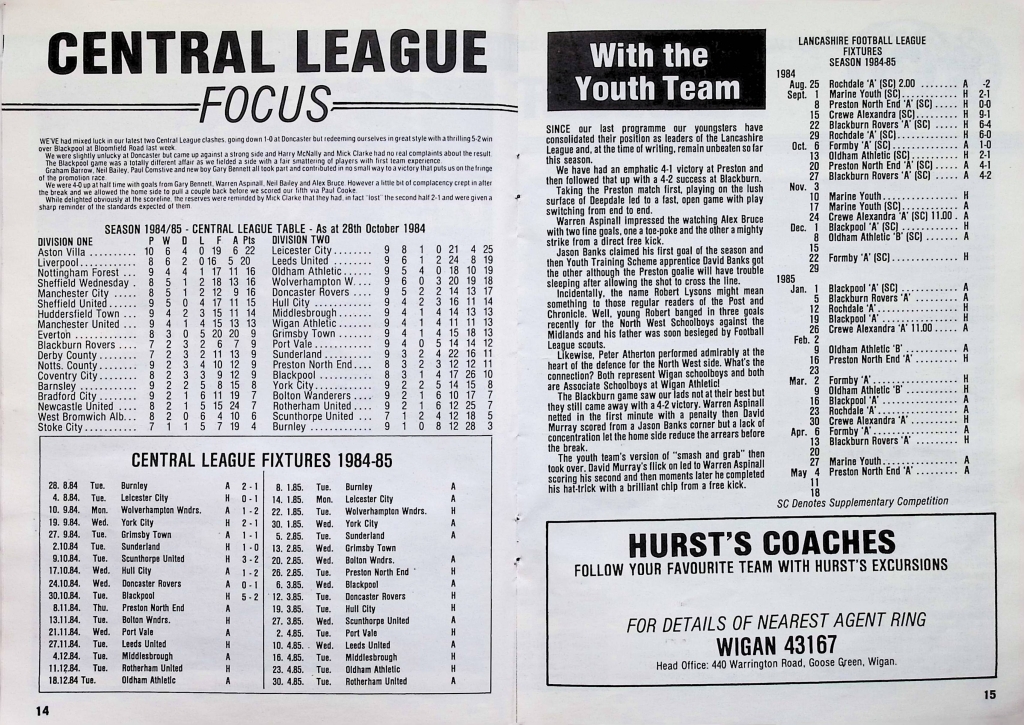 CENTRAL LEAGUE
FOCUS
WE'VE had mixed luck in our latest two Central League clashes, going down 1-0 at Doncaster but redeeming ourselves in great style with a thrilling 5-2 win
over Blackpool at Bloomfield Road last week.
We were slightly unlucky at Doncaster but came up against a strong side and Harry McNally and Mick Clarke had no real complaints about the result.
The Blackpool game was a totally different affair as we fielded a side with a fair smattering of players with first team experience.
Graham Barrow, Neil Bailey, Paul Comstive and new boy Gary Bennett all took part and contributed in no small way to a victory that puts us on the fringe
of the promotion race.
We were 4-0 up at half time with goals from Gary Bennett, Warren Aspinall, Neil Bailey and Alex Bruce. However a little bit of complacency crept in after
the break and we allowed the home side to pull a couple back before we scored our fifth via Paul Cooke.
While delighted obviously at the scoreline, the reserves were reminded by Mick Clarke that they had, in fact "lost" the second half 2-1 and were given a
sharp reminder of the standards expected of them.
SEASON 1984/85 - CENTRAL LEAGUE TABLE - As at 28th October 1984
DIVISION ONE P W D L F A Pts
Aston Villa .......... 10 6 4 0 19 6 22
Liverpool............ 8 6 2 0 16 5 20
Nottingham Forest ... 9 4 4 1 17 11 16
Sheffield Wednesday . 8 5 1 2 18 13 16
Manchester City ..... 8 5 1 2 12 9 16
Sheffield United...... 9 5 0 4 17 11 15
Huddersfield Town ... 9 4 2 3 15 11 14
Manchester United ... 9 4 1 4 15 13 13
Everton ............. 8 3 0 5 20 20 9
Blackburn Rovers .... 7 2 3 2 6 7 9
Derby County........ 7 2 3 2 11 13 9
Notts. County....... 9 2 3 4 10 12 9
Coventry City........ 8 2 3 3 9 12 9
Barnsley ............ 9 2 2 5 8 15 8
Bradford City ....... 9 2 1 6 11 19 7
Newcastle United .... 8 2 1 5 15 24 7
West Bromwich Alb... 8 2 0 6 4 10 6
Stoke City........... 7 1 1 5 7 19 4
DIVISION TWO
Leicester City........ 9 8 1 0 21 4 25
Leeds United ........ 9 6 1 2 24 8 19
Oldham Athletic...... 9 5 4 0 18 10 19
Wolverhampton W.... 9 6 0 3 20 19 18
Doncaster Rovers .... 9 5 2 2 14 13 17
Hull City ............ 9 4 2 3 16 11 14
Middlesbrough ....... 9 4 1 4 14 13 13
Wigan Athletic....... 9 4 1 4 11 11 13
Grimsby Town ....... 9 4 1 4 15 18 13
Port Vale ............ 9 4 0 5 14 14 12
Sunderland .......... 9 3 2 4 22 16 11
Preston North End.... 8 3 2 3 12 12 11
Blackpool ........... 8 3 1 4 17 26 10
York City............ 9 2 2 5 14 15 8
Bolton Wanderers .... 9 2 1 6 10 17 7
Rotherham United .... 9 2 1 6 12 25 7
Scunthorpe United ... 7 1 2 4 12 18 5
Burnley ............. 9 1 0 8 12 28 3
CENTRAL LEAGUE FIXTURES 1984-85
28. 8.84 Tue. Burnley A 2 - 1
4. 8.84. Tue. Leicester City H 0 - 1
10. 9.84. Mon. Wolverhampton Wndrs. A 1 - 2
19. 9.84. Wed. York City H 2 - 1
27. 9.84. Tue. Grimsby Town A 1 - 1
2.10.84 Tue. Sunderland H 1 - 0
9.10.84. Tue. Scunthorpe United H 3 - 2
17.10.84. Wed. Hull City A 1 - 2
24.10.84. Wed. Doncaster Rovers A 0 - 1
30.10.84. Tue. Blackpool H 5 - 2
8.11.84. Thu. Preston North End A
13.11.84. Tue. Bolton Wndrs. H
21.11.84. Wed. Port Vale A
27.11.84. Tue. Leeds United H
4.12.84. Tue. Middlesbrough A
11.12.84. Tue. Rotherham United H
18.12.84 Tue. Oldham Athletic A
8. 1.85. Tue. Burnley A
14. 1.85. Mon. Leicester City A
22. 1.85. Tue. Wolverhampton Wndrs. H
30. 1.85. Wed. York City A
5. 2.85. Tue. Sunderland A
13. 2.85. Wed. Grimsby Town
20. 2.85. Wed. Bolton Wndrs. A
26. 2.85. Tue. Preston North End H
6. 3.85. Wed. Blackpool A
12. 3.85. Tue. Doncaster Rovers H
19. 3.85. Tue. Hull City H
27. 3.85. Wed. Scunthorpe United A
2. 4.85. Tue. Port Vale H
10. 4.85. Wed. Leeds United A
16. 4.85. Tue. Middlesbrough H
23. 4.85. Tue. Oldham Athletic H
30. 4.85. Tue. Rotherham United A
14
With the
Youth Team
SINCE our last programme our youngsters have
consolidated their position as leaders of the Lancashire
League and, at the time of writing, remain unbeaten so far
this season.
We have had an emphatic 4-1 victory at Preston and
then followed that up with a 4-2 success at Blackburn.
Taking the Preston match first, playing on the lush
surface of Deepdale led to a fast, open game with play
switching from end to end.
Warren Aspinall impressed the watching Alex Bruce
with two fine goals, one a toe-poke and the other a mighty
strike from a direct free kick.
Jason Banks claimed his first goal of the season and
then Youth Training Scheme apprentice David Banks got
the other although the Preston goalie will have trouble
sleeping after allowing the shot to cross the line.
Incidentally, the name Robert Lysons might mean
something to those regular readers of the Post and
Chronicle. Well, young Robert banged in three goals
recently for the North West Schoolboys against the
Midlands and his father was soon besieged by Football
League scouts.
Likewise, Peter Atherton performed admirably at the
heart of the defence for the North West side. What's the
connection? Both represent Wigan schoolboys and both
are Associate Schoolboys at Wigan Athletic!
The Blackburn game saw our lads not at their best but
they still came away with a 4-2 victory. Warren Aspinall
netted in the first minute with a penalty then David
Murray scored from a Jason Banks corner but a lack of
concentration let the home side reduce the arrears before
the break.
The youth team's version of "smash and grab" then
took over. David Murray's flick on led to Warren Aspinall
scoring his second and then moments later he completed
his hat-trick with a brilliant chip from a free kick.
LANCASHIRE FOOTBALL LEAGUE
FIXTURES
SEASON 1984-85
1984
Aug. 25 Rochdale 'A' (SC) 2.00 ........ A -2
Sept. 1 Marine Youth (SC)............. H 2-1
8 Preston North End 'A' (SC) ..... H 0-0
15 Crewe Alexandra (SC) .......... H 9-1
22 Blackburn Rovers 'A' (SC) ..... H 6-4
29 Rochdale 'A' (SC).............. H 6-0
Oct. 6 Formby 'A' (SC) .............. A 1-0
13 Oldham Athletic (SC) .......... H 2-1
20 Preston North End 'A' (SC) ..... A 4-1
27 Blackburn Rovers 'A' (SC) ...... A 4-2
Nov. 3
10 Marine Youth ................. H
17 Marine Youth (SC)............. A
24 Crewe Alexandra 'A' (SC) 11.00 . A
Dec. 1 Blackpool 'A' (SC) ............ H
8 Oldham Athletic 'B' (SC) ....... A
15
22 Formby 'A' (SC) .............. H
29
1985
Jan. 1 Blackpool 'A' (SC) ............ A
5 Blackburn Rovers 'A' .......... A
12 Rochdale 'A' ................. H
19 Blackpool 'A' ................. H
26 Crewe Alexandra 'A' 11.00 ..... A
Feb. 2
9 Oldham Athletic 'B' ........... A
16 Preston North End 'A' ......... H
23
Mar. 2 Formby 'A' ................... H
9 Oldham Athletic 'B' ........... H
16 Blackpool 'A' ................. A
23 Rochdale 'A' ................. A
30 Crewe Alexandra 'A' ........... H
Apr. 6 Formby 'A' ................... A
13 Blackburn Rovers 'A' .......... H
20
27 Marine Youth ................. A
May 4 Preston North End 'A' ......... A
11
18
SC Denotes Supplementary Competition
HURST'S COACHES
FOLLOW YOUR FAVOURITE TEAM WITH HURST'S EXCURSIONS
FOR DETAILS OF NEAREST AGENT RING
WIGAN 43167
Head Office: 440 Warrington Road, Goose Green, Wigan.
15